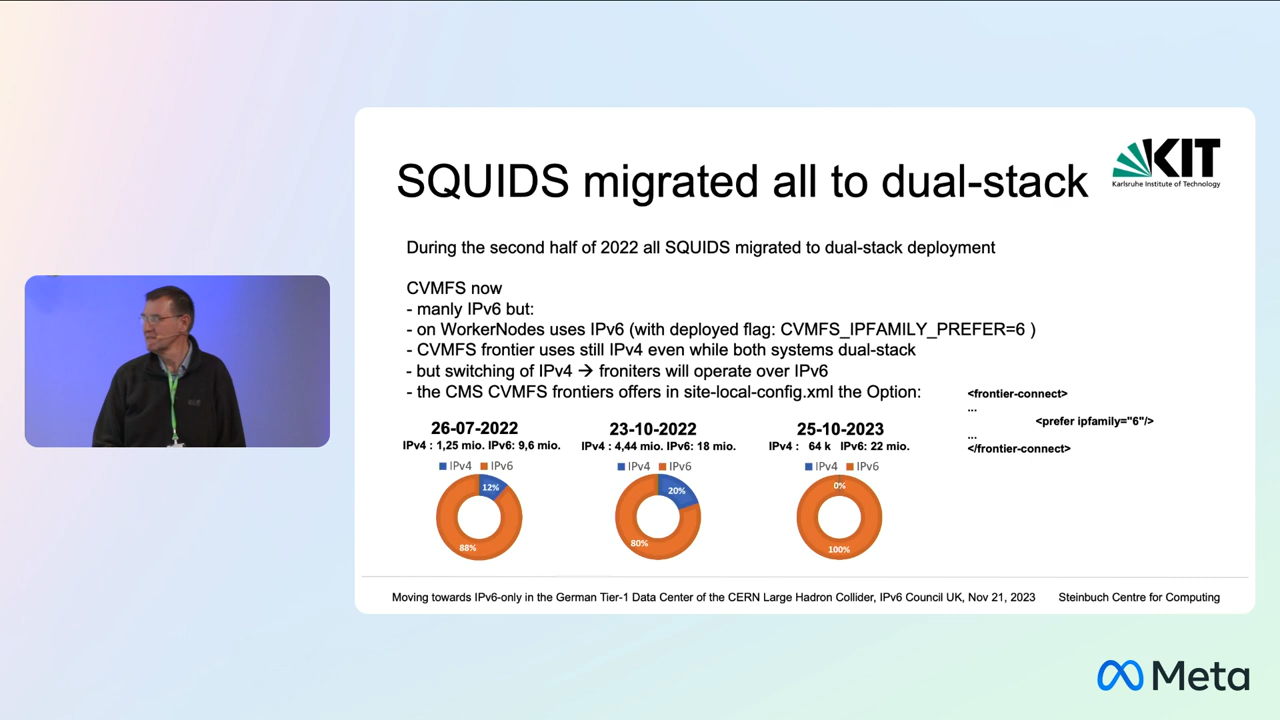 SQUIDS migrated all to dual-stack
KIT
Karlsruhe Institute of Technology
During the second half of 2022 all SQUIDS migrated to dual-stack deployment
CVMFS now
- manly IPv6 but:
- on WorkerNodes uses IPv6 (with deployed flag: CVMFS_IPFAMILY_PREFER=6 )
- CVMFS frontier uses still IPv4 even while both systems dual-stack
- but switching of IPv4 → froniters will operate over IPv6
- the CMS CVMFS frontiers offers in site-local-config.xml the Option:
<frontier-connect>
...
<prefer ipfamily="6"/>
...
</frontier-connect>
26-07-2022
IPv4 : 1,25 mio. IPv6: 9,6 mio.
IPv4 IPv6
12%
88%
23-10-2022
IPv4 : 4,44 mio. IPv6: 18 mio.
IPv4 IPv6
20%
80%
25-10-2023
IPv4 : 64 k IPv6: 22 mio.
IPv4 IPv6
0%
100%
Moving towards IPv6-only in the German Tier-1 Data Center of the CERN Large Hadron Collider, IPv6 Council UK, Nov 21, 2023
Steinbuch Centre for Computing
Meta